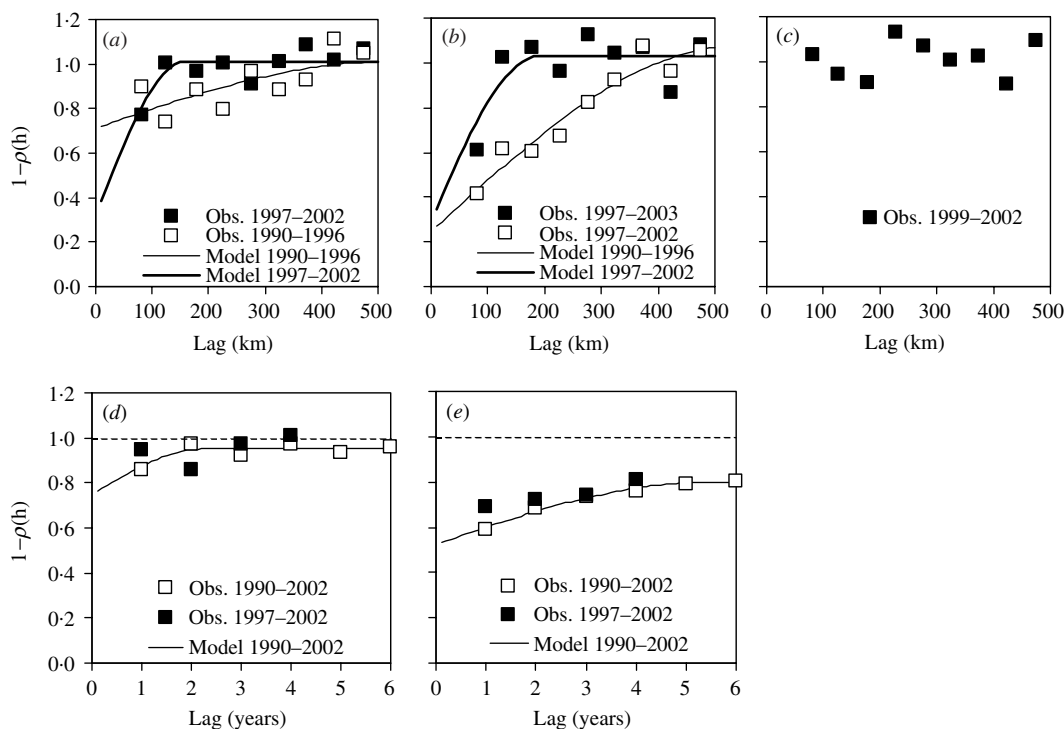 (a)
1·2
1·0
0·8
0·6
0·4
0·2
0·0
1–ρ(h)
Obs. 1997–2002
Obs. 1990–1996
Model 1990–1996
Model 1997–2002
0 100 200 300 400 500
Lag (km)
(b)
Obs. 1997–2003
Obs. 1997–2002
Model 1990–1996
Model 1997–2002
0 100 200 300 400 500
Lag (km)
(c)
Obs. 1999–2002
0 100 200 300 400 500
Lag (km)
(d)
1·2
1·0
0·8
0·6
0·4
0·2
0·0
1–ρ(h)
Obs. 1990–2002
Obs. 1997–2002
Model 1990–2002
0 1 2 3 4 5 6
Lag (years)
(e)
Obs. 1990–2002
Obs. 1997–2002
Model 1990–2002
0 1 2 3 4 5 6
Lag (years)